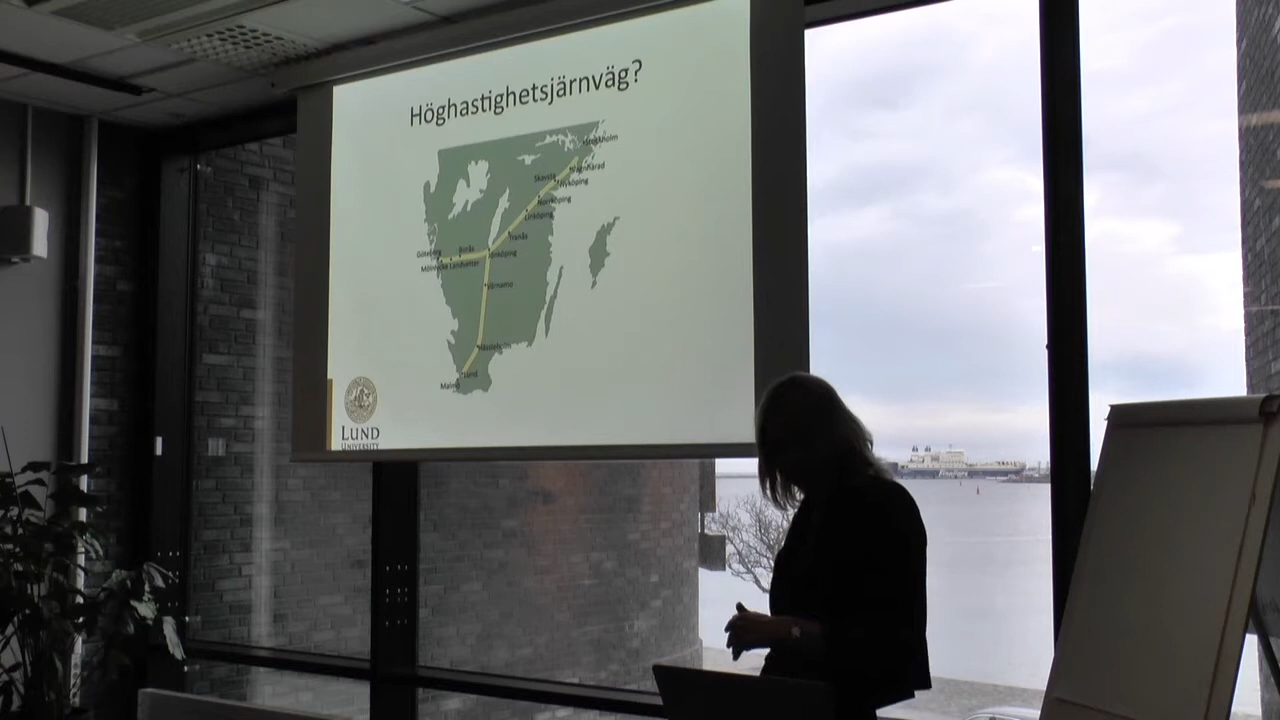 Höghastighetsjärnväg?
Stockholm
Vagnhärad
Skavsta
Nyköping
Norrköping
Linköping
Tranås
Göteborg
Borås
Jönköping
Mölnlycke Landvetter
Värnamo
Hässleholm
Lund
Malmö
LUND
UNIVERSITY